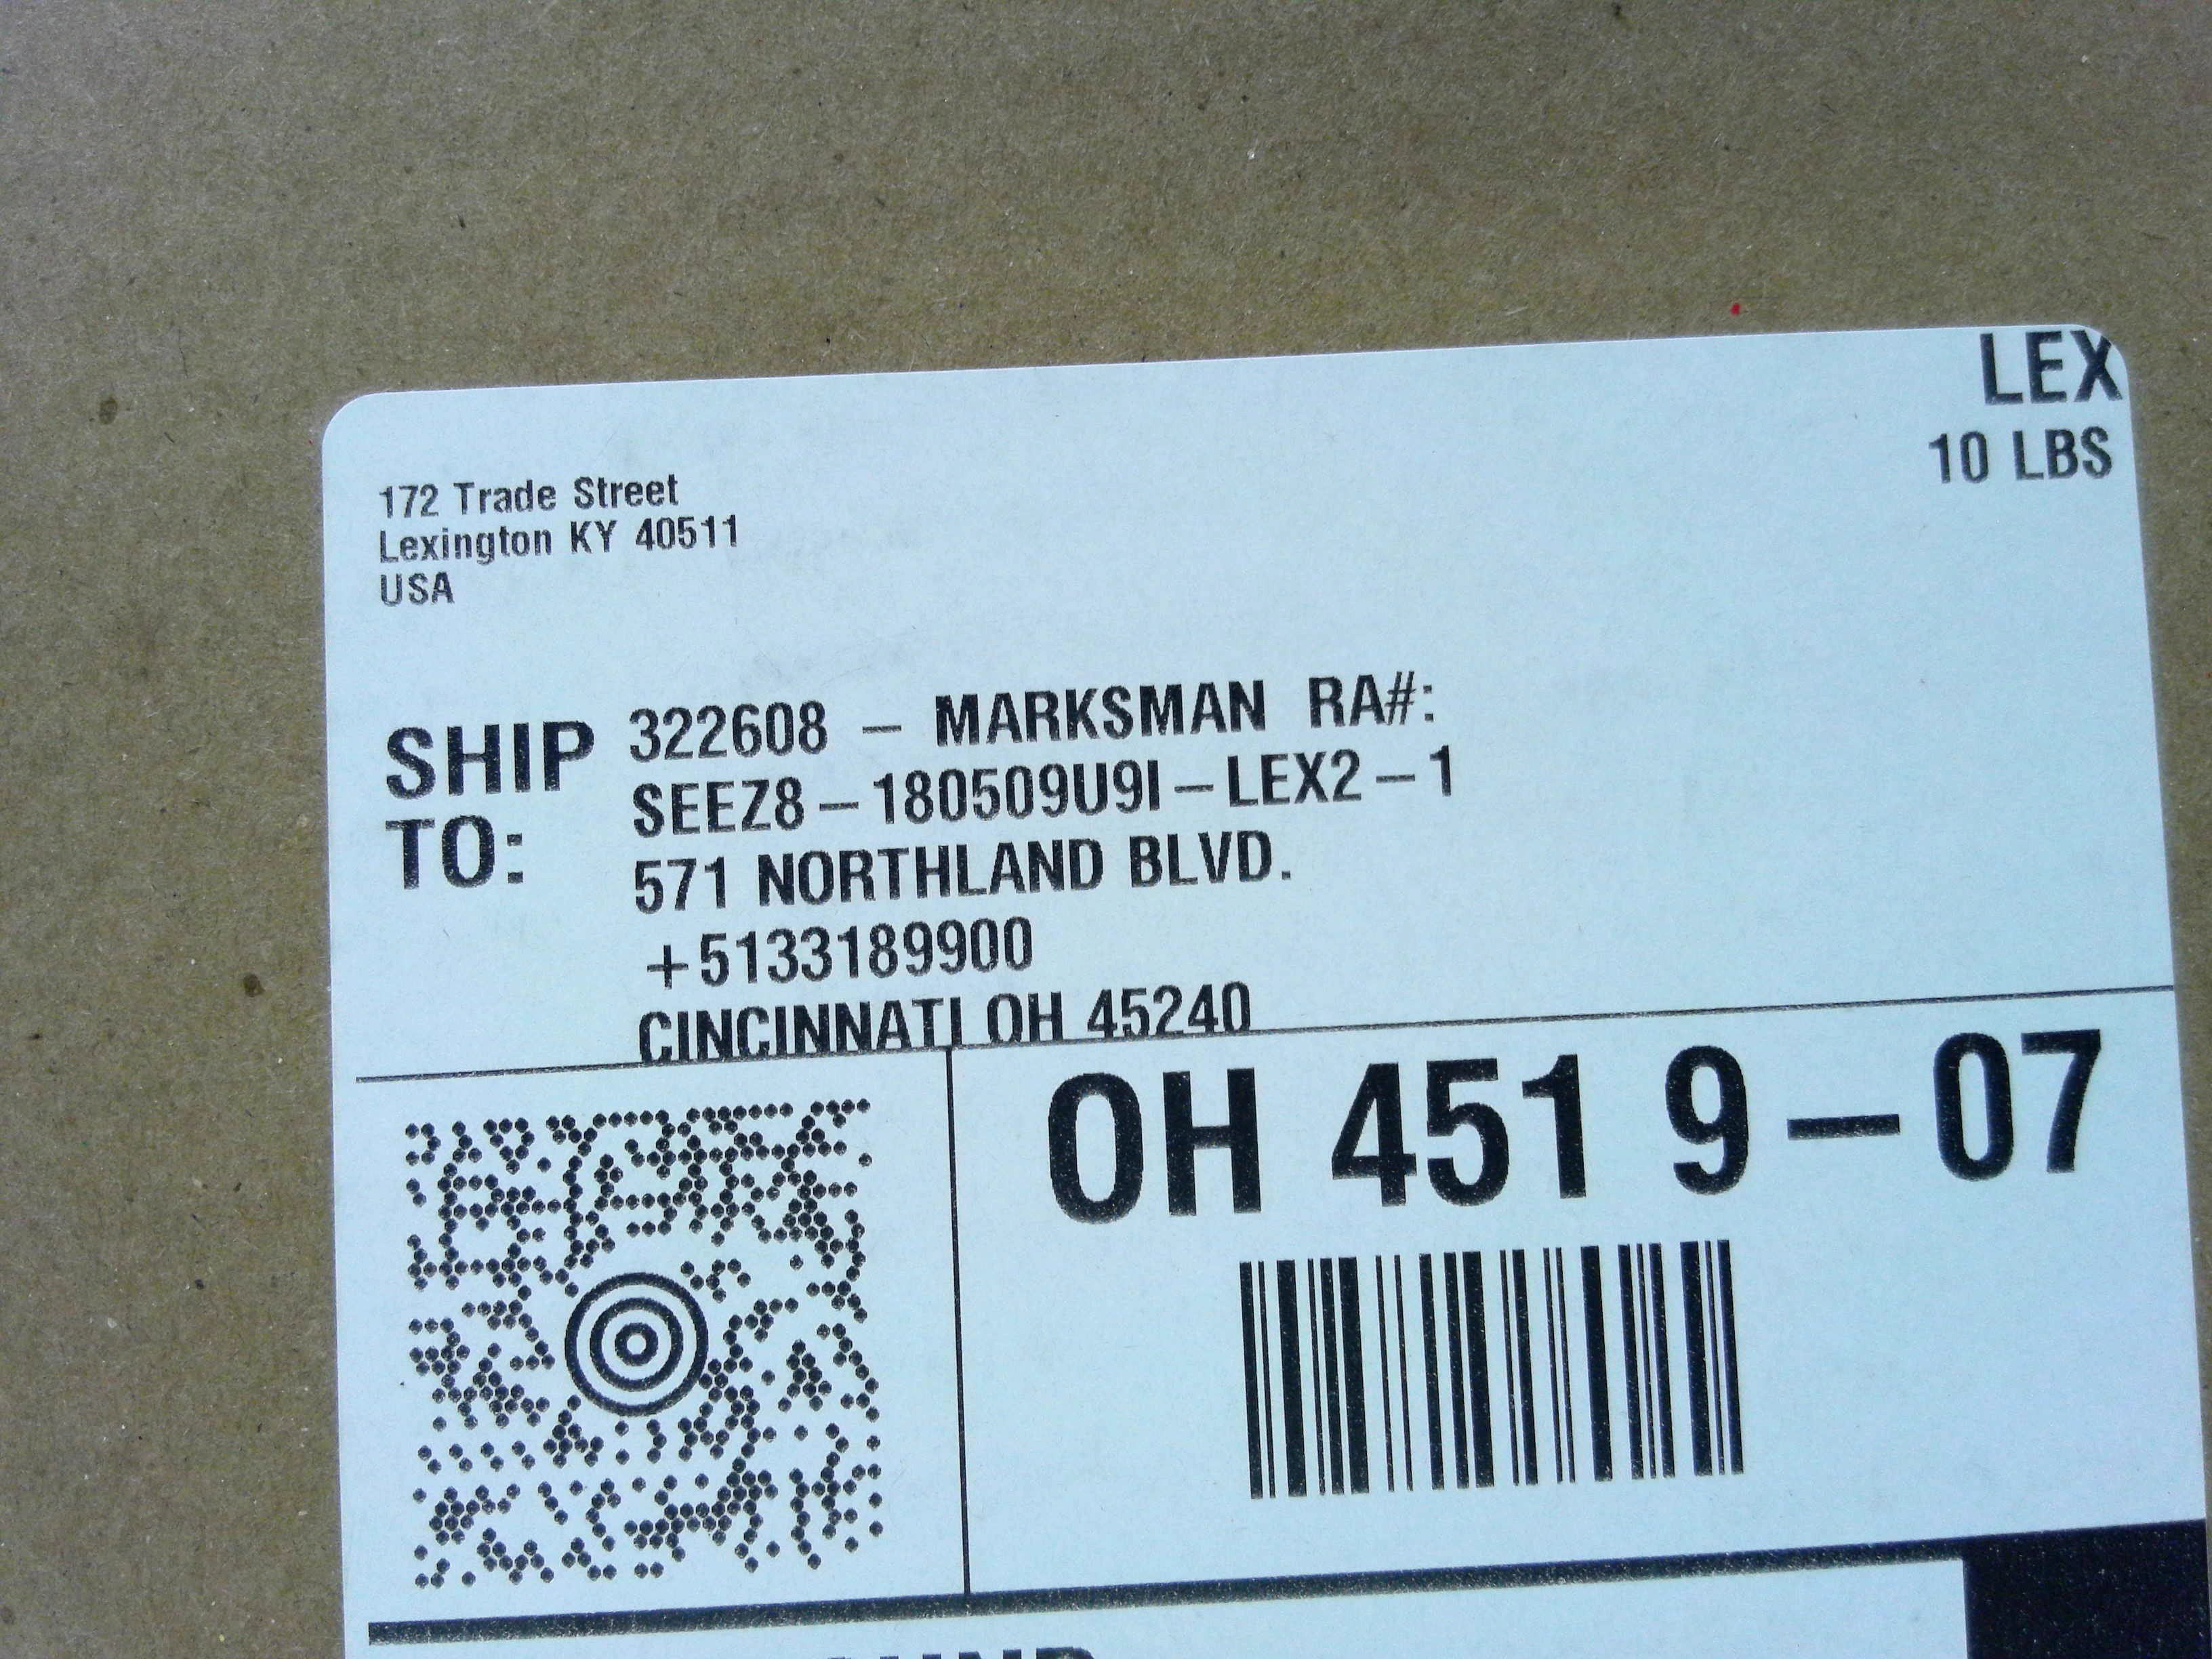 LEX
10 LBS
172 Trade Street
Lexington KY 40511
USA
SHIP TO:
322608 – MARKSMAN RA#:
SEEZ8–180509U9I–LEX2–1
571 NORTHLAND BLVD.
+5133189900
CINCINNATI OH 45240
OH 451 9–07